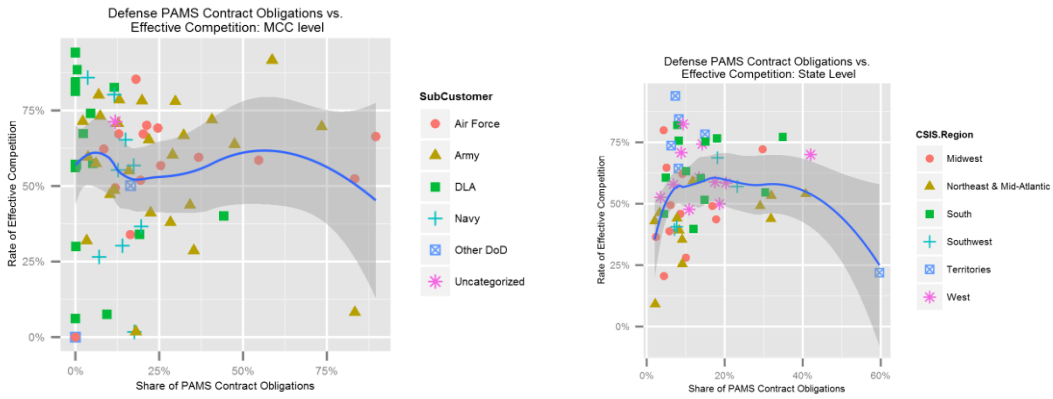 Defense PAMS Contract Obligations vs.
Effective Competition: MCC level
Rate of Effective Competition
75%
50%
25%
0%
0%
25%
50%
75%
Share of PAMS Contract Obligations
SubCustomer
Air Force
Army
DLA
Navy
Other DoD
Uncategorized
Defense PAMS Contract Obligations vs.
Effective Competition: State Level
Rate of Effective Competition
75%
50%
25%
0%
0%
20%
40%
60%
Share of PAMS Contract Obligations
CSIS.Region
Midwest
Northeast & Mid-Atlantic
South
Southwest
Territories
West